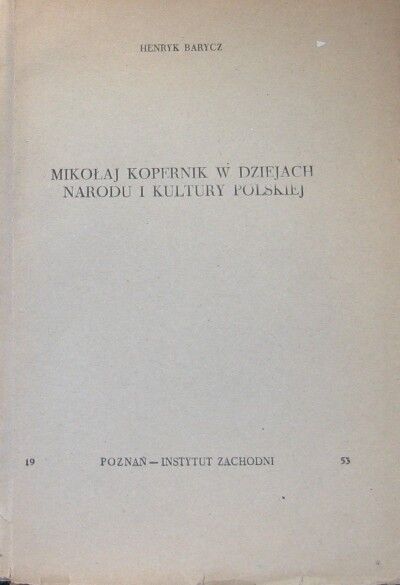 HENRYK BARYCZ
MIKOŁAJ KOPERNIK W DZIEJACH
NARODU I KULTURY POLSKIEJ
19 POZNAŃ — INSTYTUT ZACHODNI 53